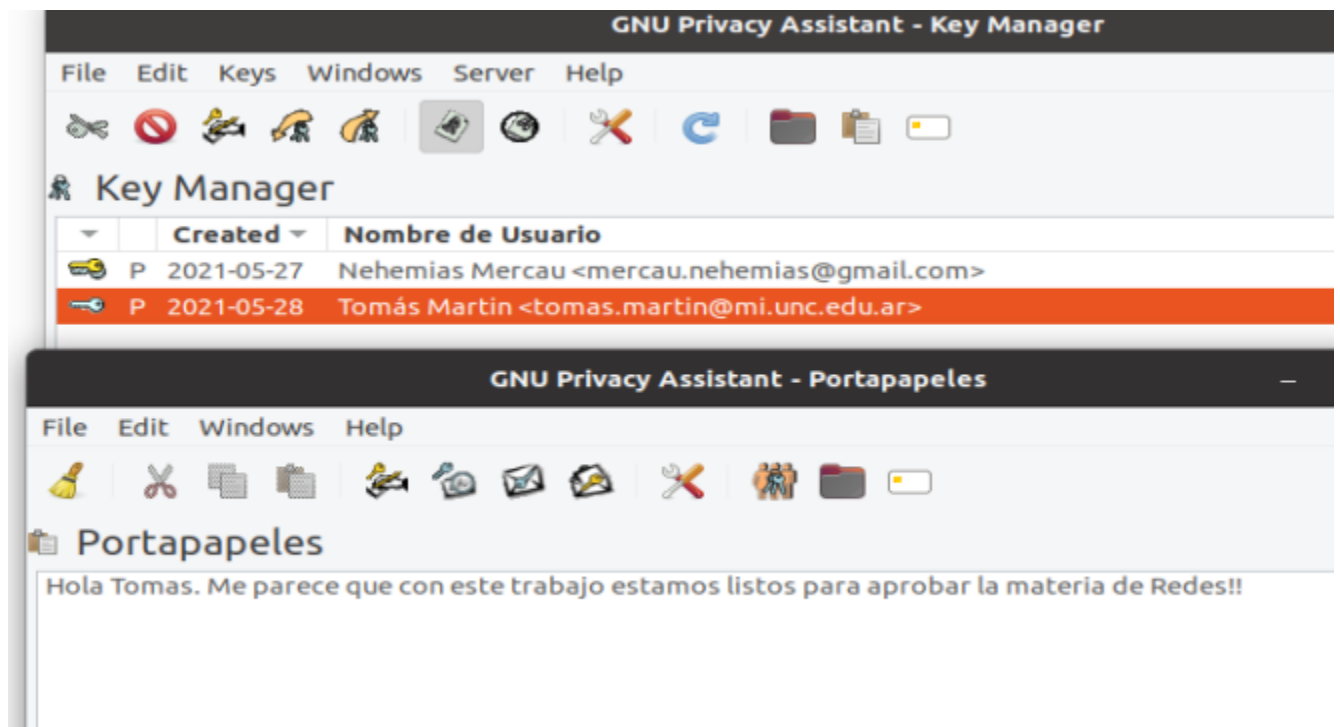 GNU Privacy Assistant - Key Manager
File Edit Keys Windows Server Help
Key Manager
Created Nombre de Usuario
P 2021-05-27 Nehemias Mercau <mercau.nehemias@gmail.com>
P 2021-05-28 Tomás Martin <tomas.martin@mi.unc.edu.ar>
GNU Privacy Assistant - Portapapeles
File Edit Windows Help
Portapapeles
Hola Tomas. Me parece que con este trabajo estamos listos para aprobar la materia de Redes!!